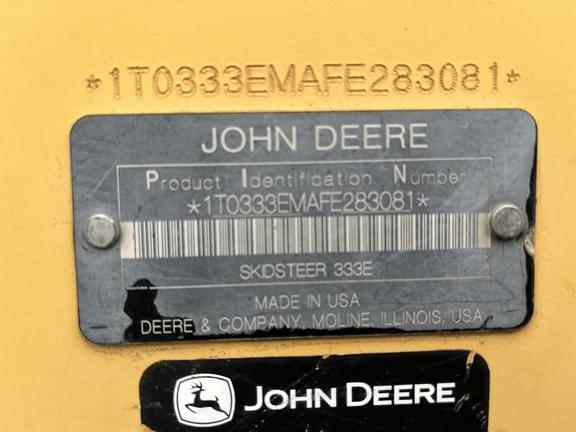 *1T0333EMAFE283081*
JOHN DEERE
Product Identification Number
*1T0333EMAFE283081*
SKIDSTEER 333E
MADE IN USA
DEERE & COMPANY, MOLINE, ILLINOIS, USA
JOHN DEERE